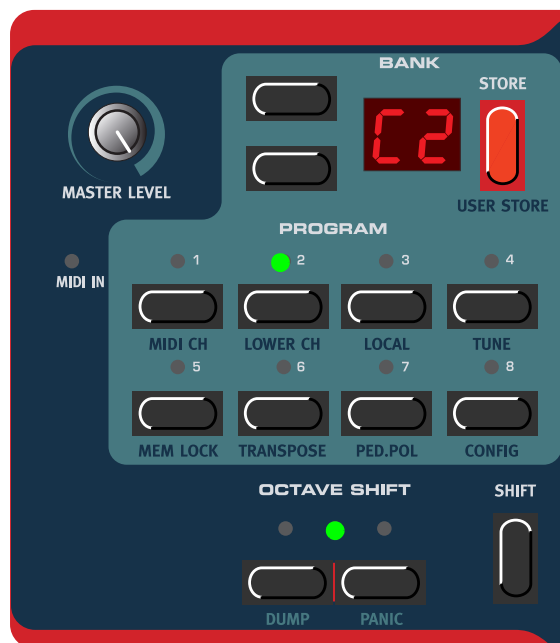 BANK
STORE
C2
MASTER LEVEL
USER STORE
PROGRAM
MIDI IN
1 2 3 4
MIDI CH LOWER CH LOCAL TUNE
5 6 7 8
MEM LOCK TRANSPOSE PED.POL CONFIG
OCTAVE SHIFT
SHIFT
DUMP PANIC